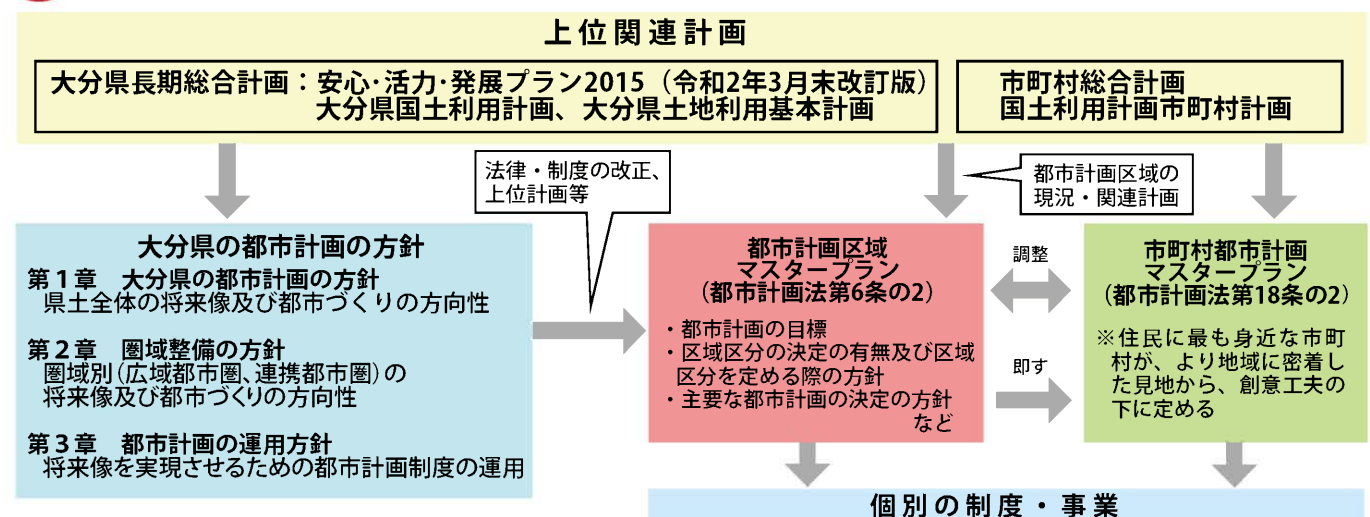 上位関連計画
大分県長期総合計画：安心･活力･発展プラン2015（令和2年3月末改訂版）
大分県国土利用計画、大分県土地利用基本計画
市町村総合計画
国土利用計画市町村計画
法律・制度の改正、
上位計画等
都市計画区域の
現況・関連計画
大分県の都市計画の方針
第１章　大分県の都市計画の方針
県土全体の将来像及び都市づくりの方向性
第２章　圏域整備の方針
圏域別（広域都市圏、連携都市圏）の
将来像及び都市づくりの方向性
第３章　都市計画の運用方針
将来像を実現させるための都市計画制度の運用
都市計画区域
マスタープラン
（都市計画法第6条の2）
・都市計画の目標
・区域区分の決定の有無及び区域
区分を定める際の方針
・主要な都市計画の決定の方針
など
調整
即す
市町村都市計画
マスタープラン
（都市計画法第18条の2）
※住民に最も身近な市町
村が、より地域に密着し
た見地から、創意工夫の
下に定める
個別の制度・事業